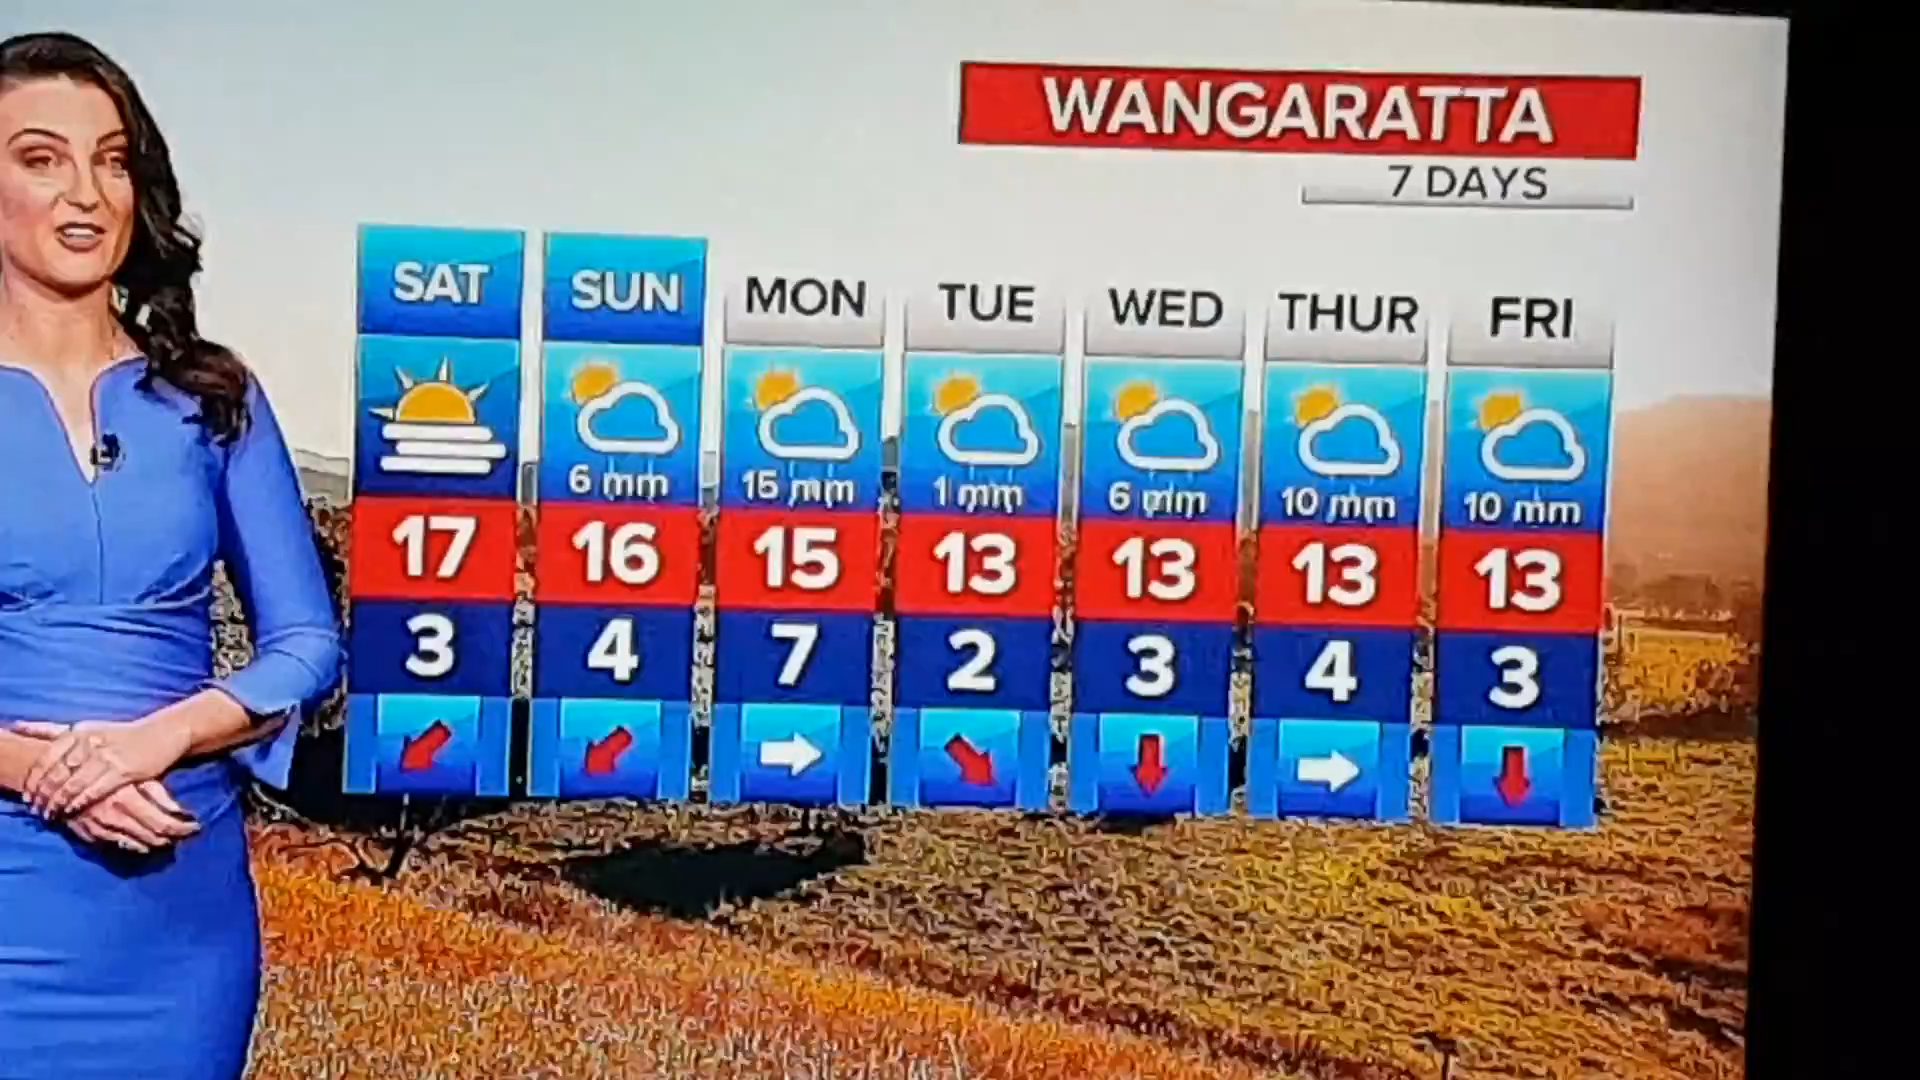 WANGARATTA
7 DAYS
SAT SUN MON TUE WED THUR FRI
6 mm 15 mm 1 mm 6 mm 10 mm 10 mm
17 16 15 13 13 13 13
3 4 7 2 3 4 3